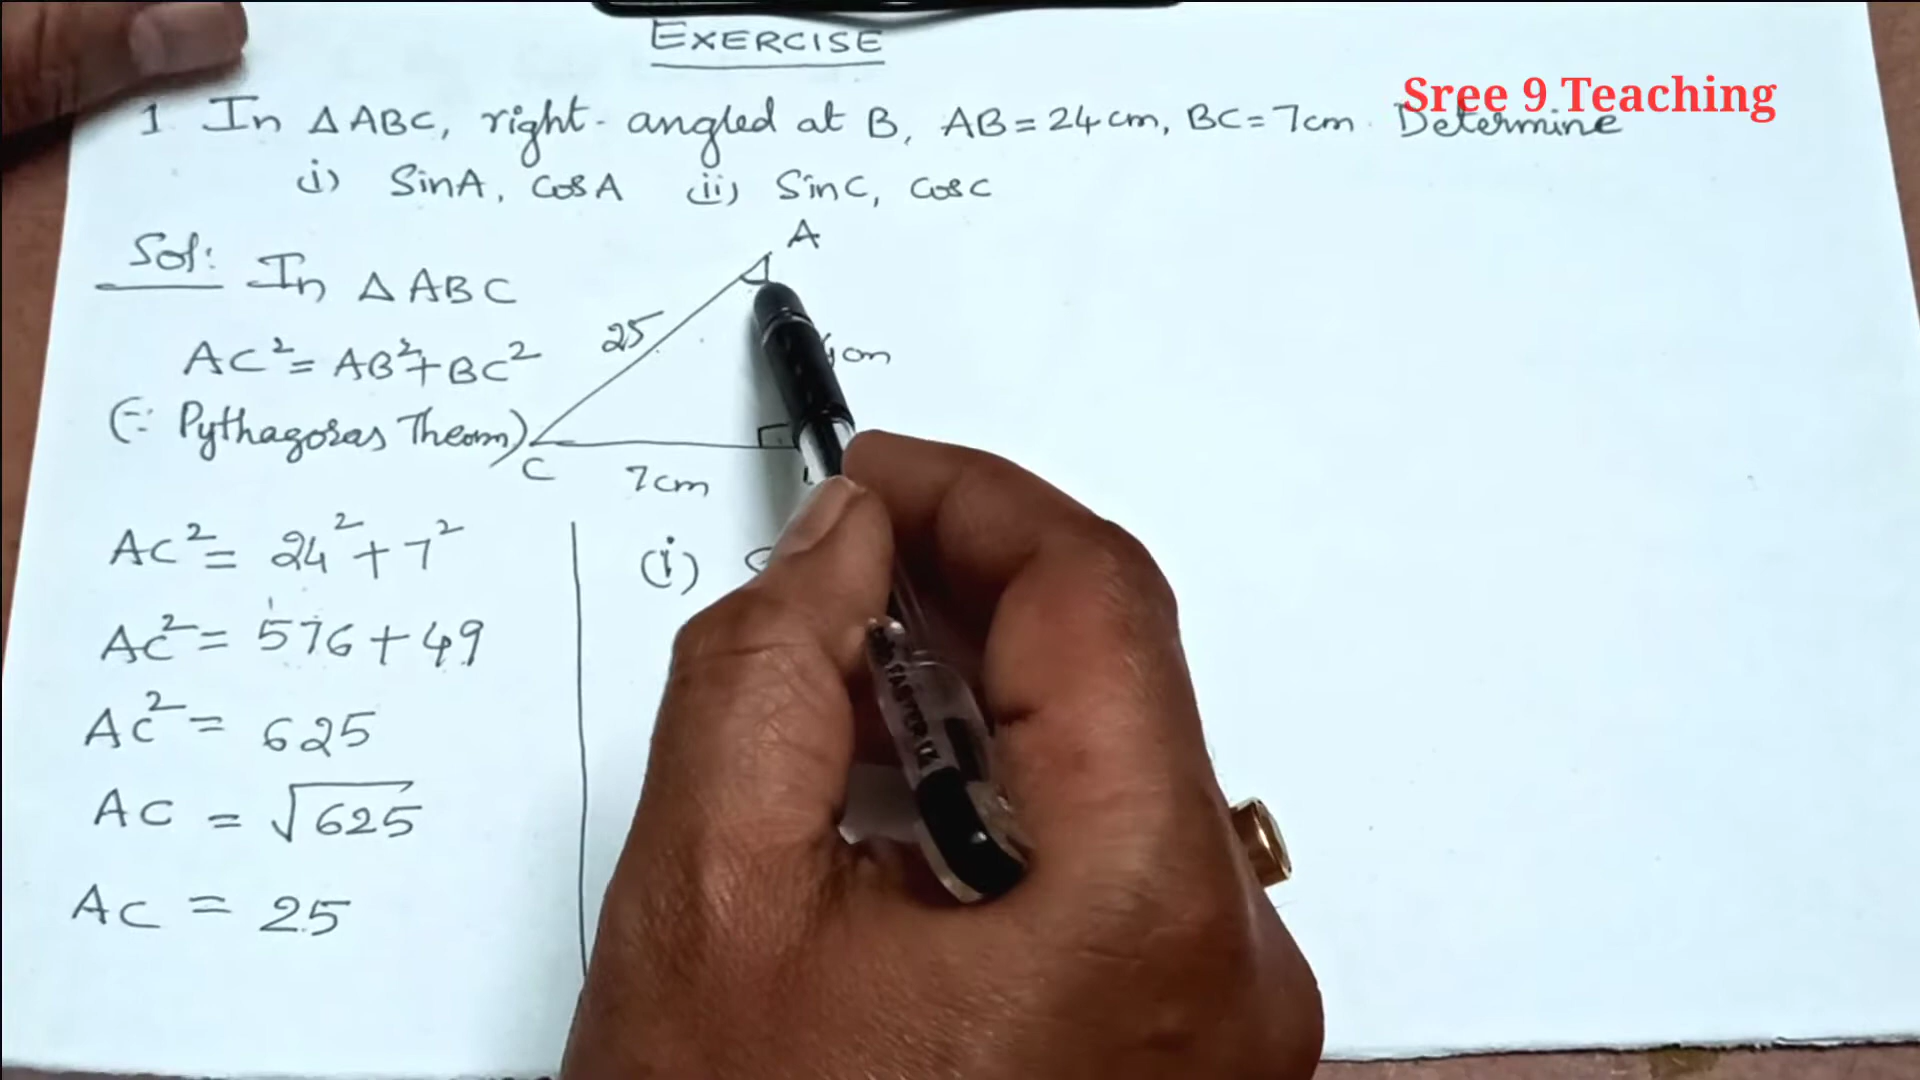 EXERCISE
Sree 9 Teaching
1 In △ABC, right-angled at B, AB = 24cm, BC = 7cm. Determine
(i) SinA, CosA (ii) SinC, CosC
Sol: In △ABC
A
25
cm
AC² = AB² + BC²
(∵ Pythagoras Theorm)
C
7cm
AC² = 24² + 7²
(i)
AC² = 576 + 49
AC² = 625
AC = √625
AC = 25
FASTER